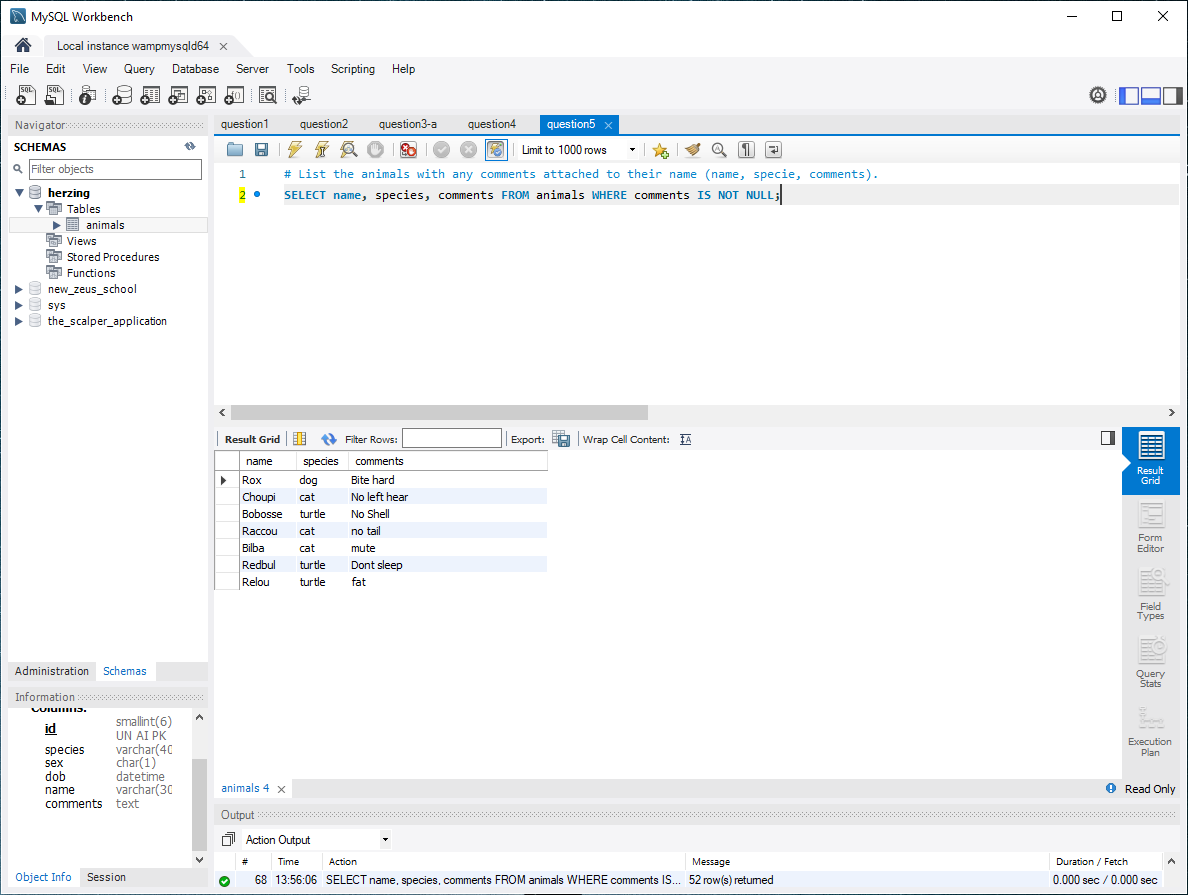 MySQL Workbench
Local instance wampmysqld64
File Edit View Query Database Server Tools Scripting Help
Navigator
SCHEMAS
Filter objects
herzing
Tables
animals
Views
Stored Procedures
Functions
new_zeus_school
sys
the_scalper_application
Administration Schemas
Information
Columns:
id smallint(6)
UN AI PK
species varchar(40
sex char(1)
dob datetime
name varchar(30
comments text
Object Info Session
question1 question2 question3-a question4 question5
Limit to 1000 rows
1 # List the animals with any comments attached to their name (name, specie, comments).
2 SELECT name, species, comments FROM animals WHERE comments IS NOT NULL;
Result Grid Filter Rows: Export: Wrap Cell Content:
name species comments
Rox dog Bite hard
Choupi cat No left hear
Bobosse turtle No Shell
Raccou cat no tail
Bilba cat mute
Redbul turtle Dont sleep
Relou turtle fat
Result
Grid
Form
Editor
Field
Types
Query
Stats
Execution
Plan
animals 4
Read Only
Output
Action Output
# Time Action Message Duration / Fetch
68 13:56:06 SELECT name, species, comments FROM animals WHERE comments IS... 52 row(s) returned 0.000 sec / 0.000 sec